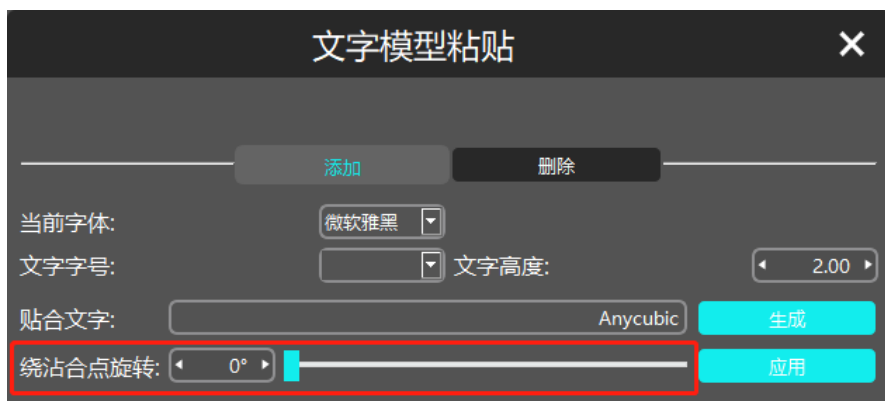 文字模型粘贴
添加 删除
当前字体: 微软雅黑
文字字号: 文字高度: 2.00
贴合文字: Anycubic 生成
绕沾合点旋转: 0° 应用